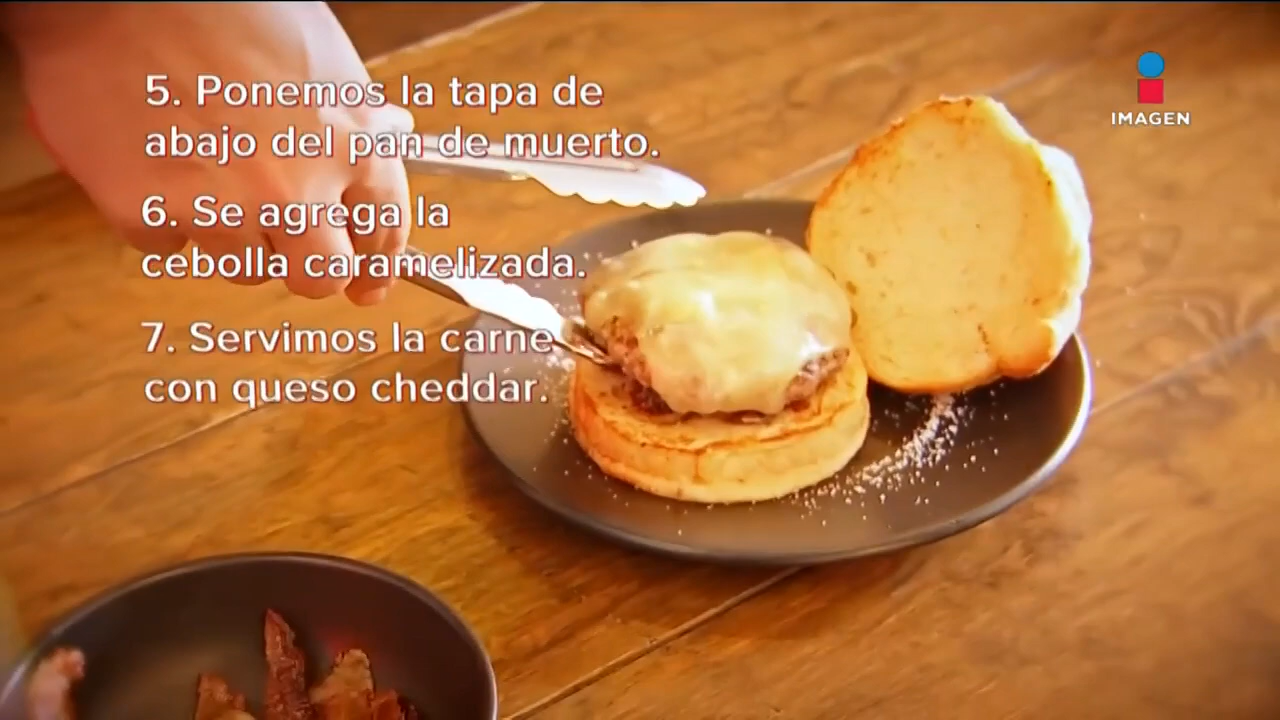 IMAGEN
5. Ponemos la tapa de
abajo del pan de muerto.
6. Se agrega la
cebolla caramelizada.
7. Servimos la carne
con queso cheddar.